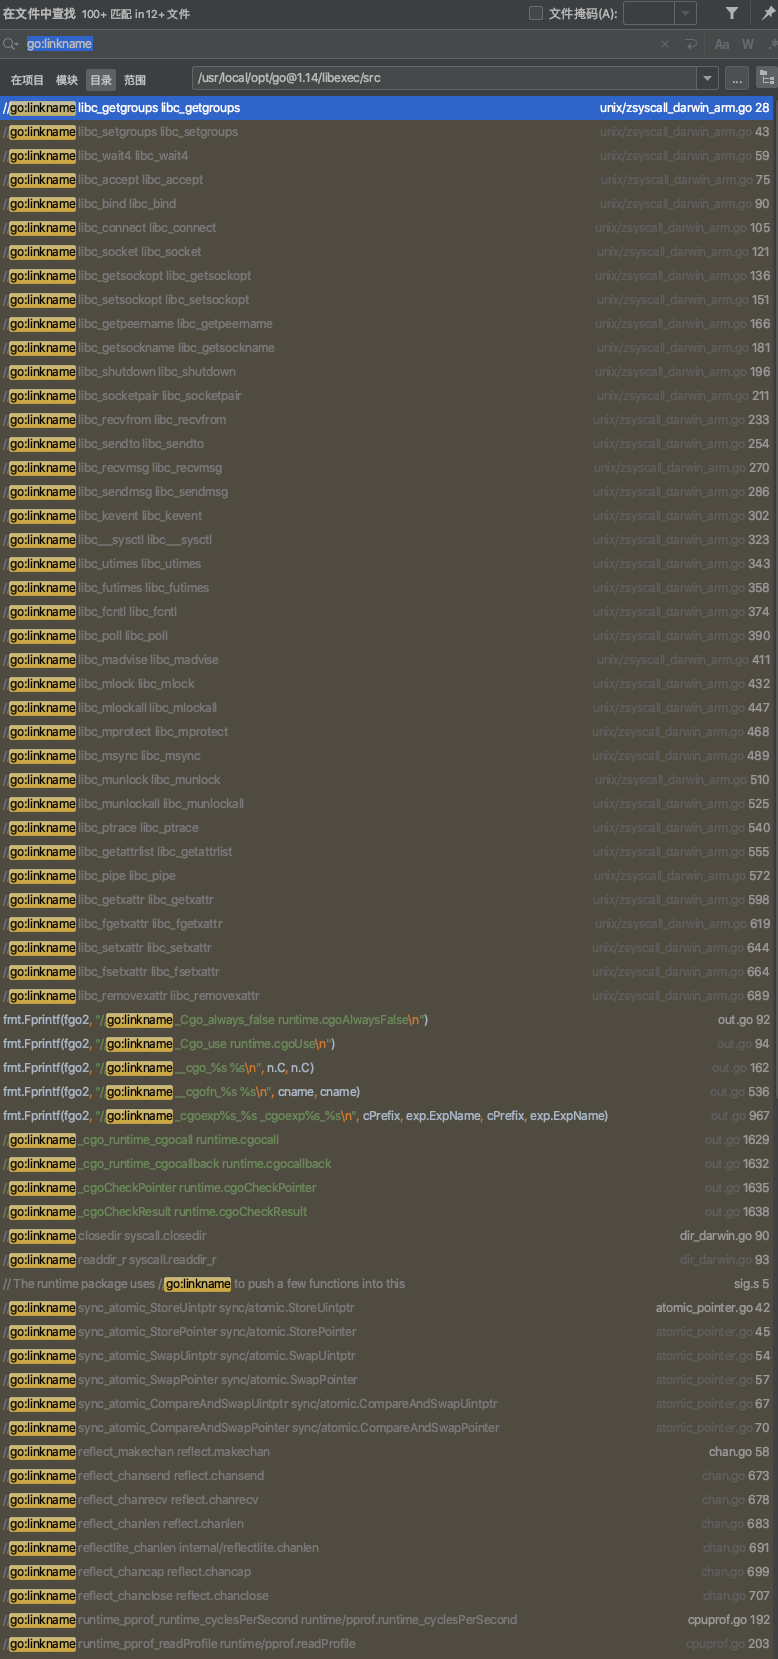 在文件中查找 100+ 匹配 in 12+ 文件 文件掩码(A):
go:linkname Aa W
在项目 模块 目录 范围 /usr/local/opt/go@1.14/libexec/src ...
//go:linkname libc_getgroups libc_getgroups unix/zsyscall_darwin_arm.go 28
//go:linkname libc_setgroups libc_setgroups unix/zsyscall_darwin_arm.go 43
//go:linkname libc_wait4 libc_wait4 unix/zsyscall_darwin_arm.go 59
//go:linkname libc_accept libc_accept unix/zsyscall_darwin_arm.go 75
//go:linkname libc_bind libc_bind unix/zsyscall_darwin_arm.go 90
//go:linkname libc_connect libc_connect unix/zsyscall_darwin_arm.go 105
//go:linkname libc_socket libc_socket unix/zsyscall_darwin_arm.go 121
//go:linkname libc_getsockopt libc_getsockopt unix/zsyscall_darwin_arm.go 136
//go:linkname libc_setsockopt libc_setsockopt unix/zsyscall_darwin_arm.go 151
//go:linkname libc_getpeername libc_getpeername unix/zsyscall_darwin_arm.go 166
//go:linkname libc_getsockname libc_getsockname unix/zsyscall_darwin_arm.go 181
//go:linkname libc_shutdown libc_shutdown unix/zsyscall_darwin_arm.go 196
//go:linkname libc_socketpair libc_socketpair unix/zsyscall_darwin_arm.go 211
//go:linkname libc_recvfrom libc_recvfrom unix/zsyscall_darwin_arm.go 233
//go:linkname libc_sendto libc_sendto unix/zsyscall_darwin_arm.go 254
//go:linkname libc_recvmsg libc_recvmsg unix/zsyscall_darwin_arm.go 270
//go:linkname libc_sendmsg libc_sendmsg unix/zsyscall_darwin_arm.go 286
//go:linkname libc_kevent libc_kevent unix/zsyscall_darwin_arm.go 302
//go:linkname libc___sysctl libc___sysctl unix/zsyscall_darwin_arm.go 323
//go:linkname libc_utimes libc_utimes unix/zsyscall_darwin_arm.go 343
//go:linkname libc_futimes libc_futimes unix/zsyscall_darwin_arm.go 358
//go:linkname libc_fcntl libc_fcntl unix/zsyscall_darwin_arm.go 374
//go:linkname libc_poll libc_poll unix/zsyscall_darwin_arm.go 390
//go:linkname libc_madvise libc_madvise unix/zsyscall_darwin_arm.go 411
//go:linkname libc_mlock libc_mlock unix/zsyscall_darwin_arm.go 432
//go:linkname libc_mlockall libc_mlockall unix/zsyscall_darwin_arm.go 447
//go:linkname libc_mprotect libc_mprotect unix/zsyscall_darwin_arm.go 468
//go:linkname libc_msync libc_msync unix/zsyscall_darwin_arm.go 489
//go:linkname libc_munlock libc_munlock unix/zsyscall_darwin_arm.go 510
//go:linkname libc_munlockall libc_munlockall unix/zsyscall_darwin_arm.go 525
//go:linkname libc_ptrace libc_ptrace unix/zsyscall_darwin_arm.go 540
//go:linkname libc_getattrlist libc_getattrlist unix/zsyscall_darwin_arm.go 555
//go:linkname libc_pipe libc_pipe unix/zsyscall_darwin_arm.go 572
//go:linkname libc_getxattr libc_getxattr unix/zsyscall_darwin_arm.go 598
//go:linkname libc_fgetxattr libc_fgetxattr unix/zsyscall_darwin_arm.go 619
//go:linkname libc_setxattr libc_setxattr unix/zsyscall_darwin_arm.go 644
//go:linkname libc_fsetxattr libc_fsetxattr unix/zsyscall_darwin_arm.go 664
//go:linkname libc_removexattr libc_removexattr unix/zsyscall_darwin_arm.go 689
fmt.Fprintf(fgo2, "//go:linkname _Cgo_always_false runtime.cgoAlwaysFalse\n") out.go 92
fmt.Fprintf(fgo2, "//go:linkname _Cgo_use runtime.cgoUse\n") out.go 94
fmt.Fprintf(fgo2, "//go:linkname __cgo_%s %s\n", n.C, n.C) out.go 162
fmt.Fprintf(fgo2, "//go:linkname __cgofn_%s %s\n", cname, cname) out.go 536
fmt.Fprintf(fgo2, "//go:linkname _cgoexp%s_%s _cgoexp%s_%s\n", cPrefix, exp.ExpName, cPrefix, exp.ExpName) out.go 967
//go:linkname _cgo_runtime_cgocall runtime.cgocall out.go 1629
//go:linkname _cgo_runtime_cgocallback runtime.cgocallback out.go 1632
//go:linkname _cgoCheckPointer runtime.cgoCheckPointer out.go 1635
//go:linkname _cgoCheckResult runtime.cgoCheckResult out.go 1638
//go:linkname closedir syscall.closedir dir_darwin.go 90
//go:linkname readdir_r syscall.readdir_r dir_darwin.go 93
// The runtime package uses //go:linkname to push a few functions into this sig.s 5
//go:linkname sync_atomic_StoreUintptr sync/atomic.StoreUintptr atomic_pointer.go 42
//go:linkname sync_atomic_StorePointer sync/atomic.StorePointer atomic_pointer.go 45
//go:linkname sync_atomic_SwapUintptr sync/atomic.SwapUintptr atomic_pointer.go 54
//go:linkname sync_atomic_SwapPointer sync/atomic.SwapPointer atomic_pointer.go 57
//go:linkname sync_atomic_CompareAndSwapUintptr sync/atomic.CompareAndSwapUintptr atomic_pointer.go 67
//go:linkname sync_atomic_CompareAndSwapPointer sync/atomic.CompareAndSwapPointer atomic_pointer.go 70
//go:linkname reflect_makechan reflect.makechan chan.go 58
//go:linkname reflect_chansend reflect.chansend chan.go 673
//go:linkname reflect_chanrecv reflect.chanrecv chan.go 678
//go:linkname reflect_chanlen reflect.chanlen chan.go 683
//go:linkname reflectlite_chanlen internal/reflectlite.chanlen chan.go 691
//go:linkname reflect_chancap reflect.chancap chan.go 699
//go:linkname reflect_chanclose reflect.chanclose chan.go 707
//go:linkname runtime_pprof_runtime_cyclesPerSecond runtime/pprof.runtime_cyclesPerSecond cpuprof.go 192
//go:linkname runtime_pprof_readProfile runtime/pprof.readProfile cpuprof.go 203